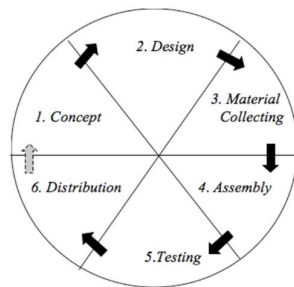 1. Concept
2. Design
3. Material
Collecting
4. Assembly
5.Testing
6. Distribution